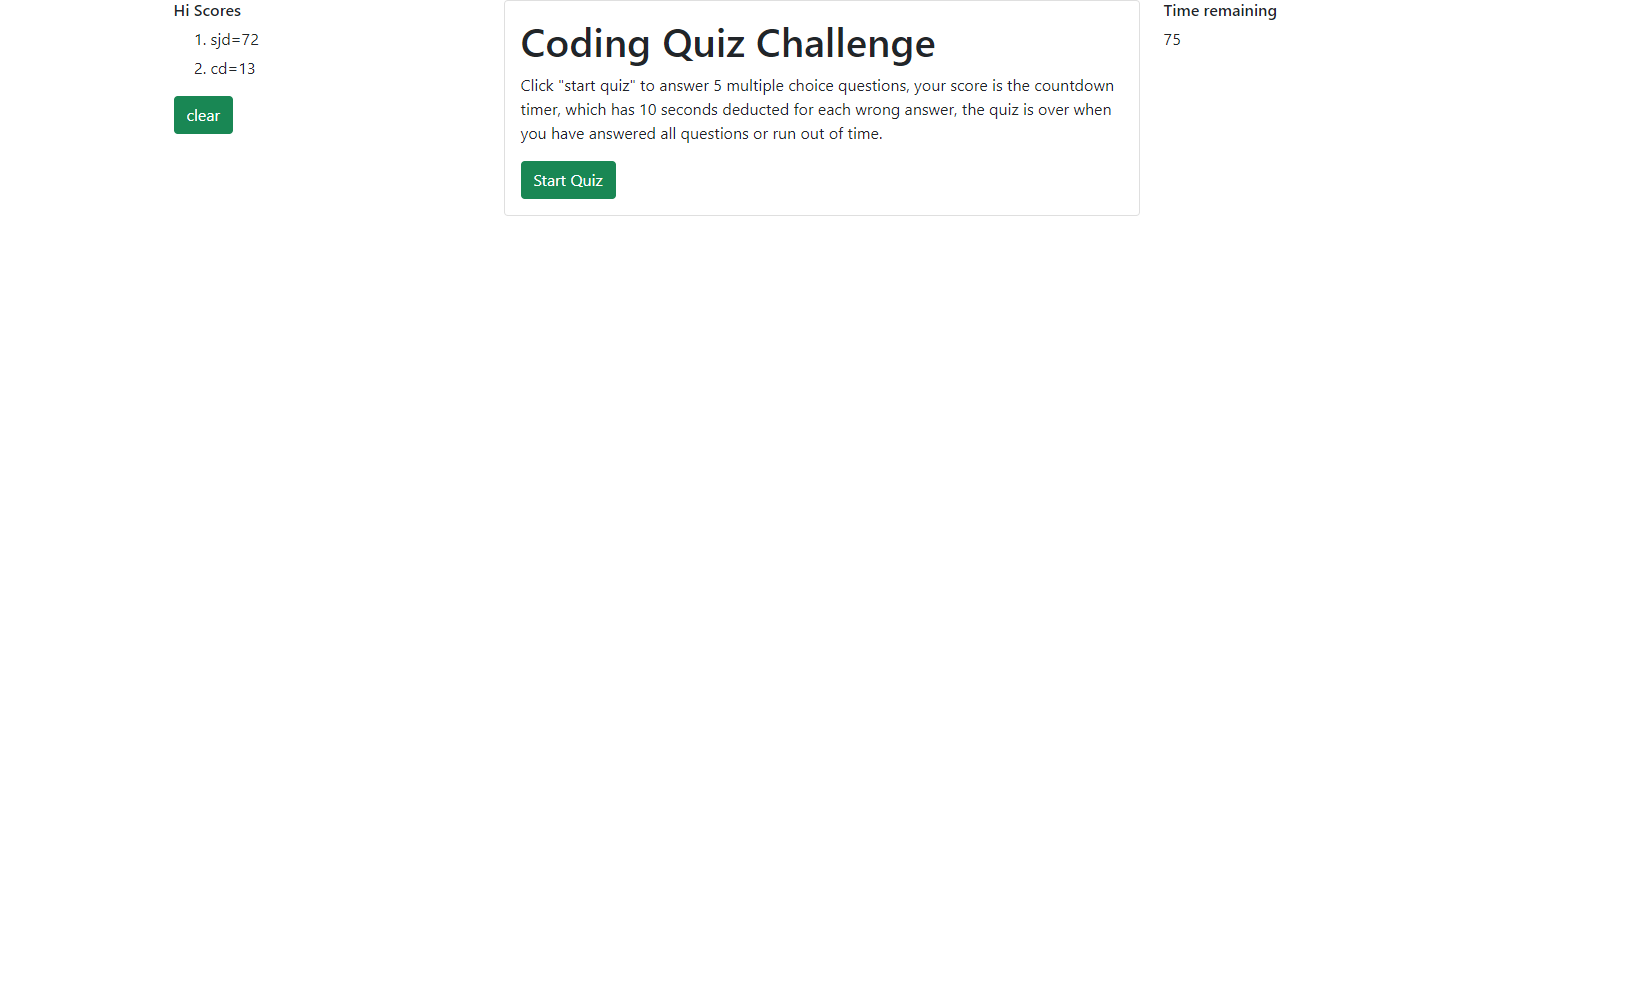 Hi Scores
1. sjd=72
2. cd=13
clear
Coding Quiz Challenge
Click "start quiz" to answer 5 multiple choice questions, your score is the countdown
timer, which has 10 seconds deducted for each wrong answer, the quiz is over when
you have answered all questions or run out of time.
Start Quiz
Time remaining
75